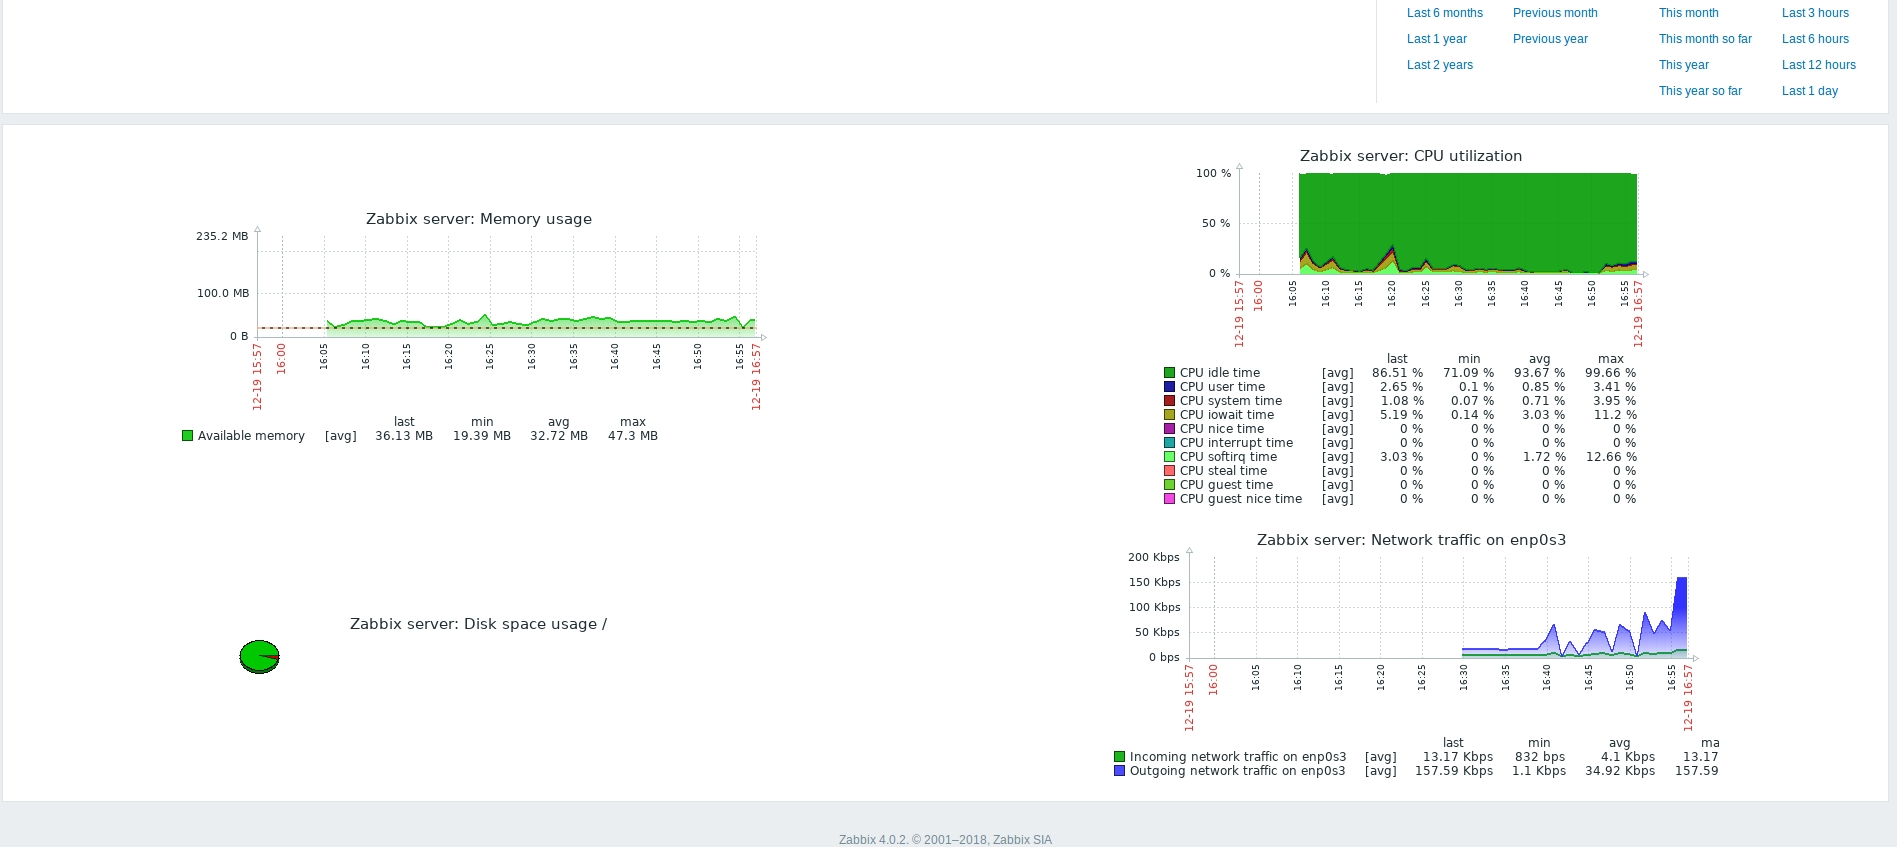 Last 6 months Previous month This month Last 3 hours
Last 1 year Previous year This month so far Last 6 hours
Last 2 years This year Last 12 hours
This year so far Last 1 day
Zabbix server: Memory usage
235.2 MB
100.0 MB
0 B
12-19 15:57 16:00 16:05 16:10 16:15 16:20 16:25 16:30 16:35 16:40 16:45 16:50 16:55 12-19 16:57
last min avg max
Available memory [avg] 36.13 MB 19.39 MB 32.72 MB 47.3 MB
Zabbix server: Disk space usage /
Zabbix server: CPU utilization
100 %
50 %
0 %
12-19 15:57 16:00 16:05 16:10 16:15 16:20 16:25 16:30 16:35 16:40 16:45 16:50 16:55 12-19 16:57
last min avg max
CPU idle time [avg] 86.51 % 71.09 % 93.67 % 99.66 %
CPU user time [avg] 2.65 % 0.1 % 0.85 % 3.41 %
CPU system time [avg] 1.08 % 0.07 % 0.71 % 3.95 %
CPU iowait time [avg] 5.19 % 0.14 % 3.03 % 11.2 %
CPU nice time [avg] 0 % 0 % 0 % 0 %
CPU interrupt time [avg] 0 % 0 % 0 % 0 %
CPU softirq time [avg] 3.03 % 0 % 1.72 % 12.66 %
CPU steal time [avg] 0 % 0 % 0 % 0 %
CPU guest time [avg] 0 % 0 % 0 % 0 %
CPU guest nice time [avg] 0 % 0 % 0 % 0 %
Zabbix server: Network traffic on enp0s3
200 Kbps
150 Kbps
100 Kbps
50 Kbps
0 bps
12-19 15:57 16:00 16:05 16:10 16:15 16:20 16:25 16:30 16:35 16:40 16:45 16:50 16:55 12-19 16:57
last min avg ma
Incoming network traffic on enp0s3 [avg] 13.17 Kbps 832 bps 4.1 Kbps 13.17
Outgoing network traffic on enp0s3 [avg] 157.59 Kbps 1.1 Kbps 34.92 Kbps 157.59
Zabbix 4.0.2. © 2001–2018, Zabbix SIA